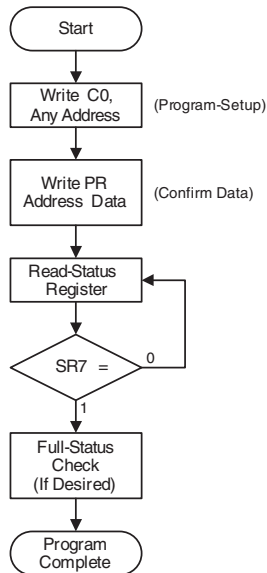 Start
Write C0,
Any Address
(Program-Setup)
Write PR
Address Data
(Confirm Data)
Read-Status
Register
SR7 =
0
1
Full-Status
Check
(If Desired)
Program
Complete